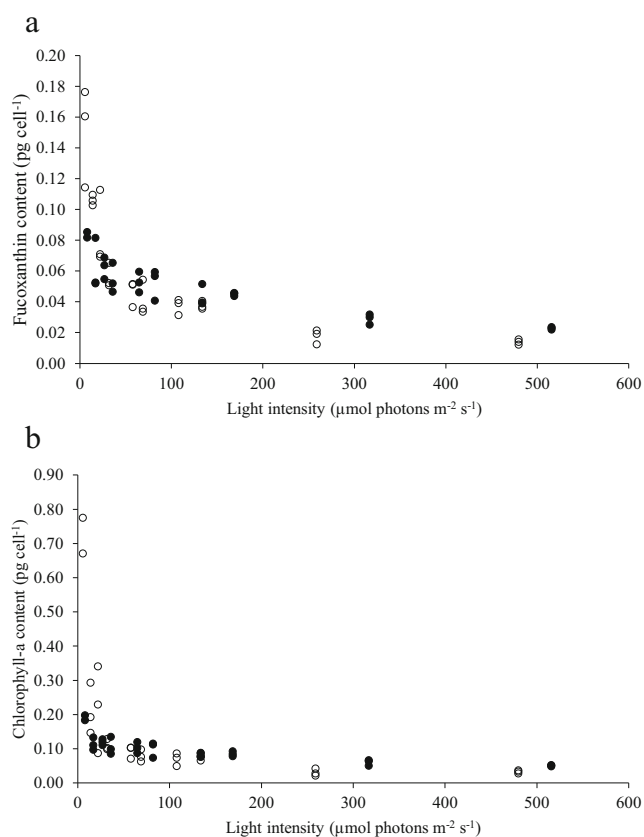 a
Fucoxanthin content (pg cell-1)
0.20
0.18
0.16
0.14
0.12
0.10
0.08
0.06
0.04
0.02
0.00
0 100 200 300 400 500 600
Light intensity (µmol photons m-2 s-1)
b
Chlorophyll-a content (pg cell-1)
0.90
0.80
0.70
0.60
0.50
0.40
0.30
0.20
0.10
0.00
0 100 200 300 400 500 600
Light intensity (µmol photons m-2 s-1)